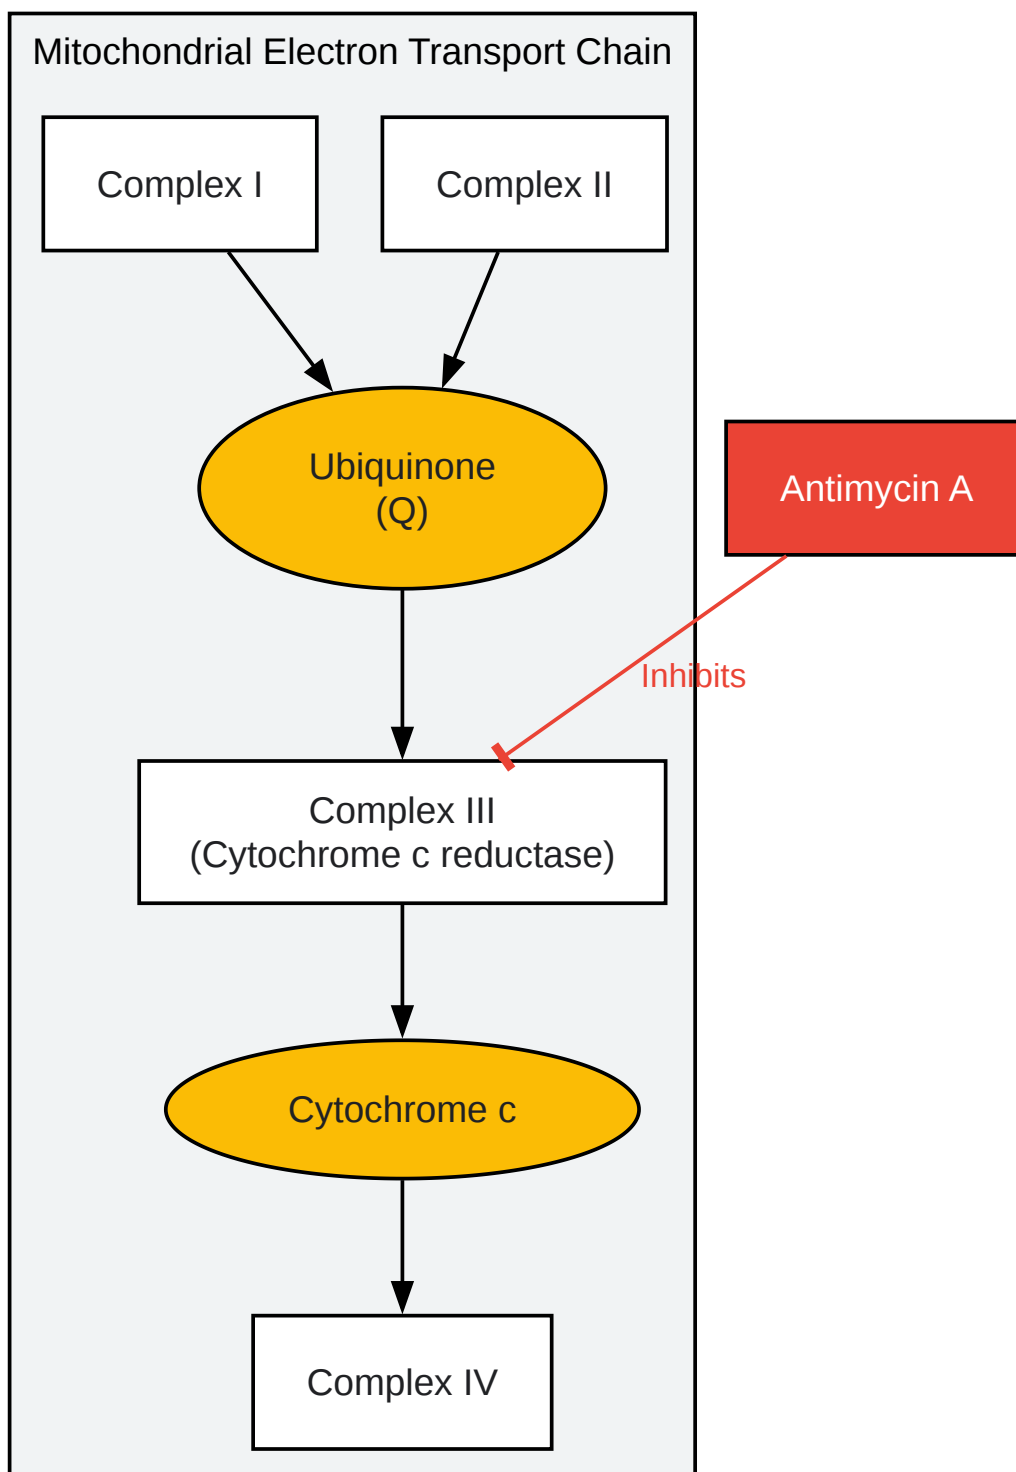 Mitochondrial Electron Transport Chain
Complex I
Complex II
Ubiquinone
(Q)
Antimycin A
Inhibits
Complex III
(Cytochrome c reductase)
Cytochrome c
Complex IV